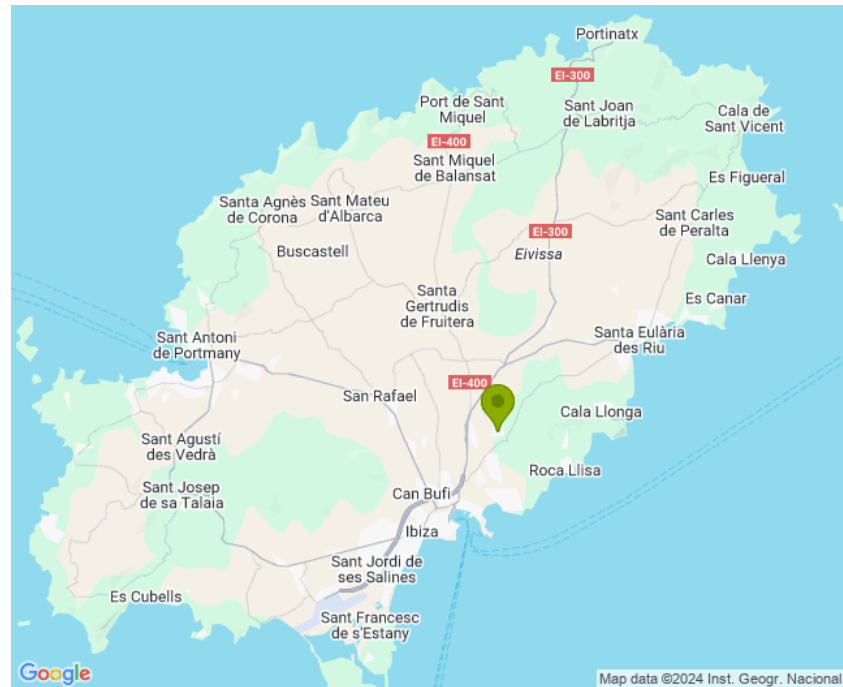 Portinatx
EI-300
Port de Sant
Miquel
Sant Joan
de Labritja
Cala de
Sant Vicent
EI-400
Sant Miquel
de Balansat
Es Figueral
Santa Agnès
de Corona
Sant Mateu
d'Albarca
Sant Carles
de Peralta
EI-300
Buscastell
Eivissa
Cala Llenya
Santa
Gertrudis
de Fruitera
Es Canar
Sant Antoni
de Portmany
Santa Eulària
des Riu
EI-400
San Rafael
Cala Llonga
Sant Agustí
des Vedrà
Roca Llisa
Sant Josep
de sa Talaia
Can Bufi
Ibiza
Sant Jordi de
ses Salines
Es Cubells
Sant Francesc
de s'Estany
Google
Map data ©2024 Inst. Geogr. Nacional